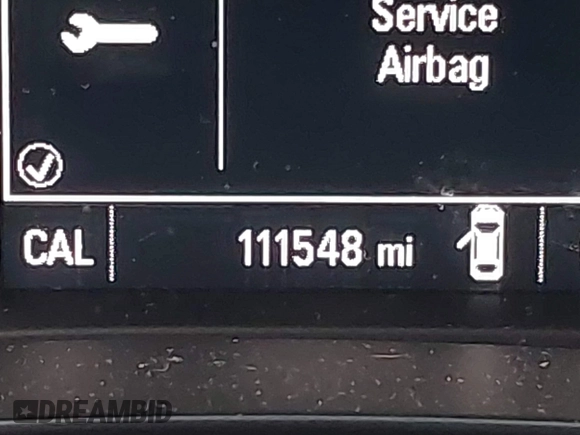 Service
Airbag
CAL
111548 mi
DREAMBID